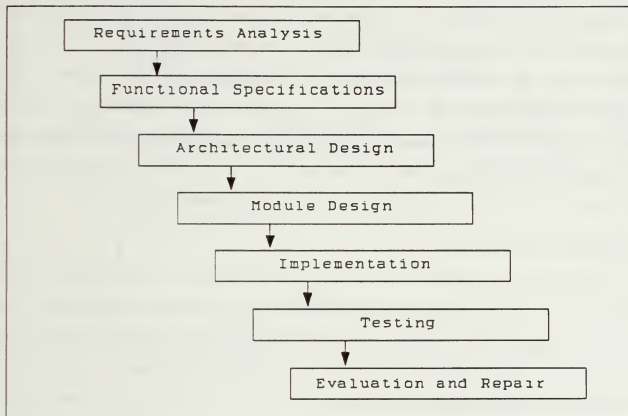 Requirements Analysis
Functional Specifications
Architectural Design
Module Design
Implementation
Testing
Evaluation and Repair